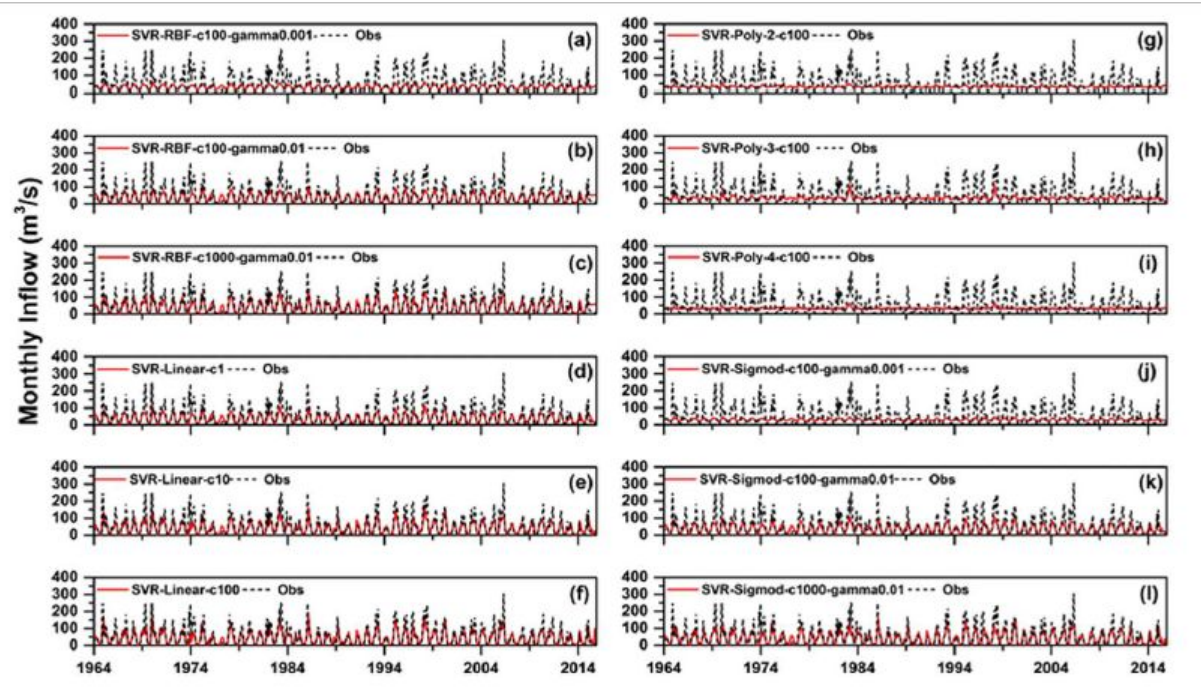 Monthly Inflow (m³/s)
400
300
200
100
0
SVR-RBF-c100-gamma0.001 Obs
(a)
400
300
200
100
0
SVR-RBF-c100-gamma0.01 Obs
(b)
400
300
200
100
0
SVR-RBF-c1000-gamma0.01 Obs
(c)
400
300
200
100
0
SVR-Linear-c1 Obs
(d)
400
300
200
100
0
SVR-Linear-c10 Obs
(e)
400
300
200
100
0
SVR-Linear-c100 Obs
(f)
1964 1974 1984 1994 2004 2014
400
300
200
100
0
SVR-Poly-2-c100 Obs
(g)
400
300
200
100
0
SVR-Poly-3-c100 Obs
(h)
400
300
200
100
0
SVR-Poly-4-c100 Obs
(i)
400
300
200
100
0
SVR-Sigmod-c100-gamma0.001 Obs
(j)
400
300
200
100
0
SVR-Sigmod-c100-gamma0.01 Obs
(k)
400
300
200
100
0
SVR-Sigmod-c1000-gamma0.01 Obs
(l)
1964 1974 1984 1994 2004 2014